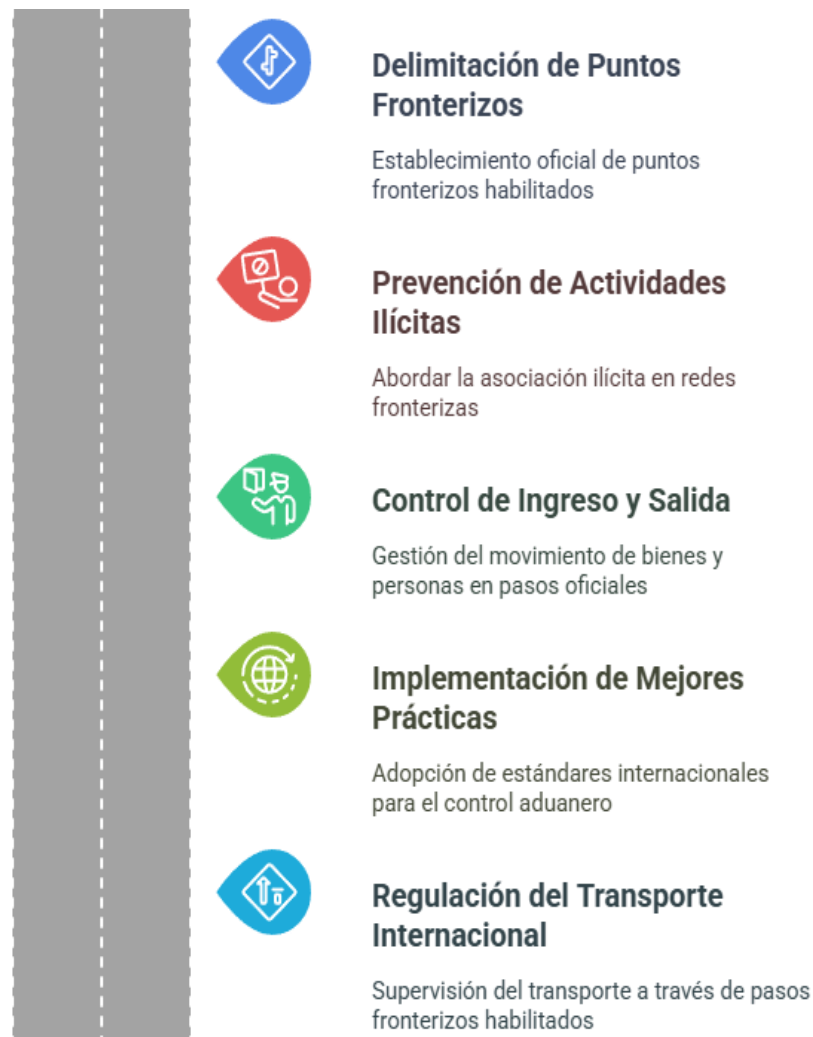 Delimitación de Puntos
Fronterizos
Establecimiento oficial de puntos
fronterizos habilitados
Prevención de Actividades
Ilícitas
Abordar la asociación ilícita en redes
fronterizas
Control de Ingreso y Salida
Gestión del movimiento de bienes y
personas en pasos oficiales
Implementación de Mejores
Prácticas
Adopción de estándares internacionales
para el control aduanero
Regulación del Transporte
Internacional
Supervisión del transporte a través de pasos
fronterizos habilitados